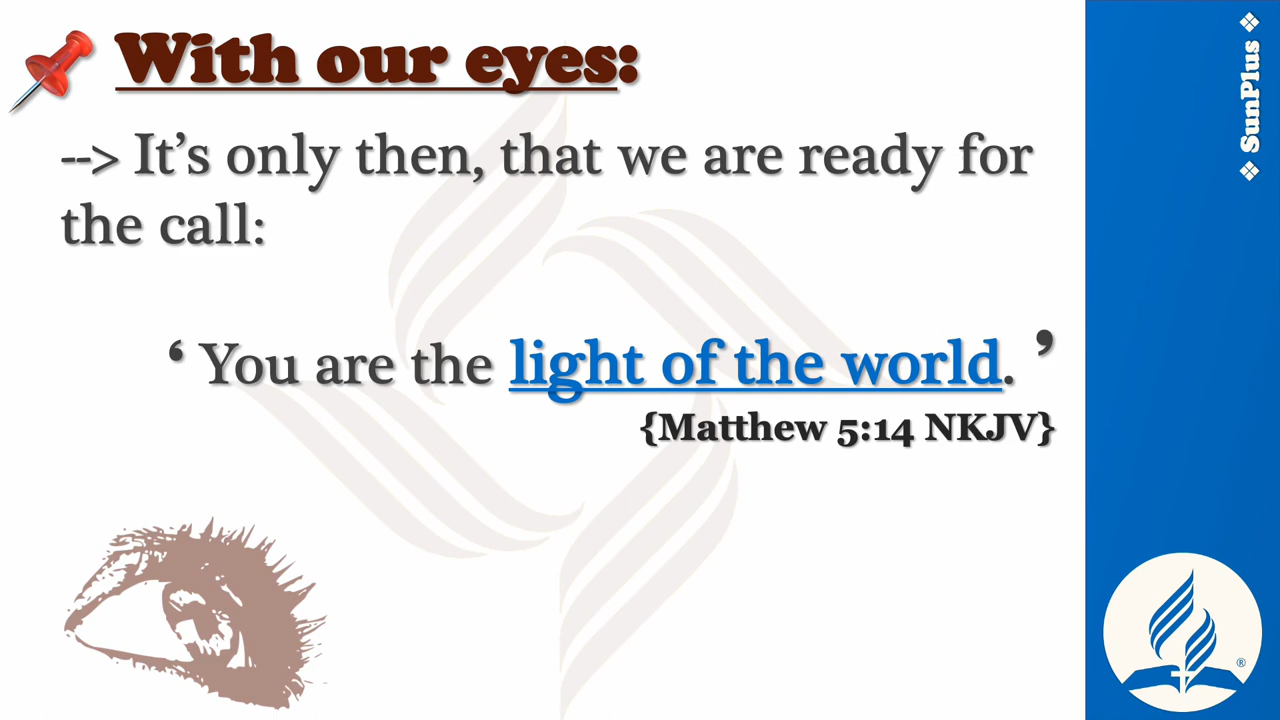 With our eyes:
--> It’s only then, that we are ready for
the call:
‘ You are the light of the world. ’
{Matthew 5:14 NKJV}
❖ SunPlus ❖
®